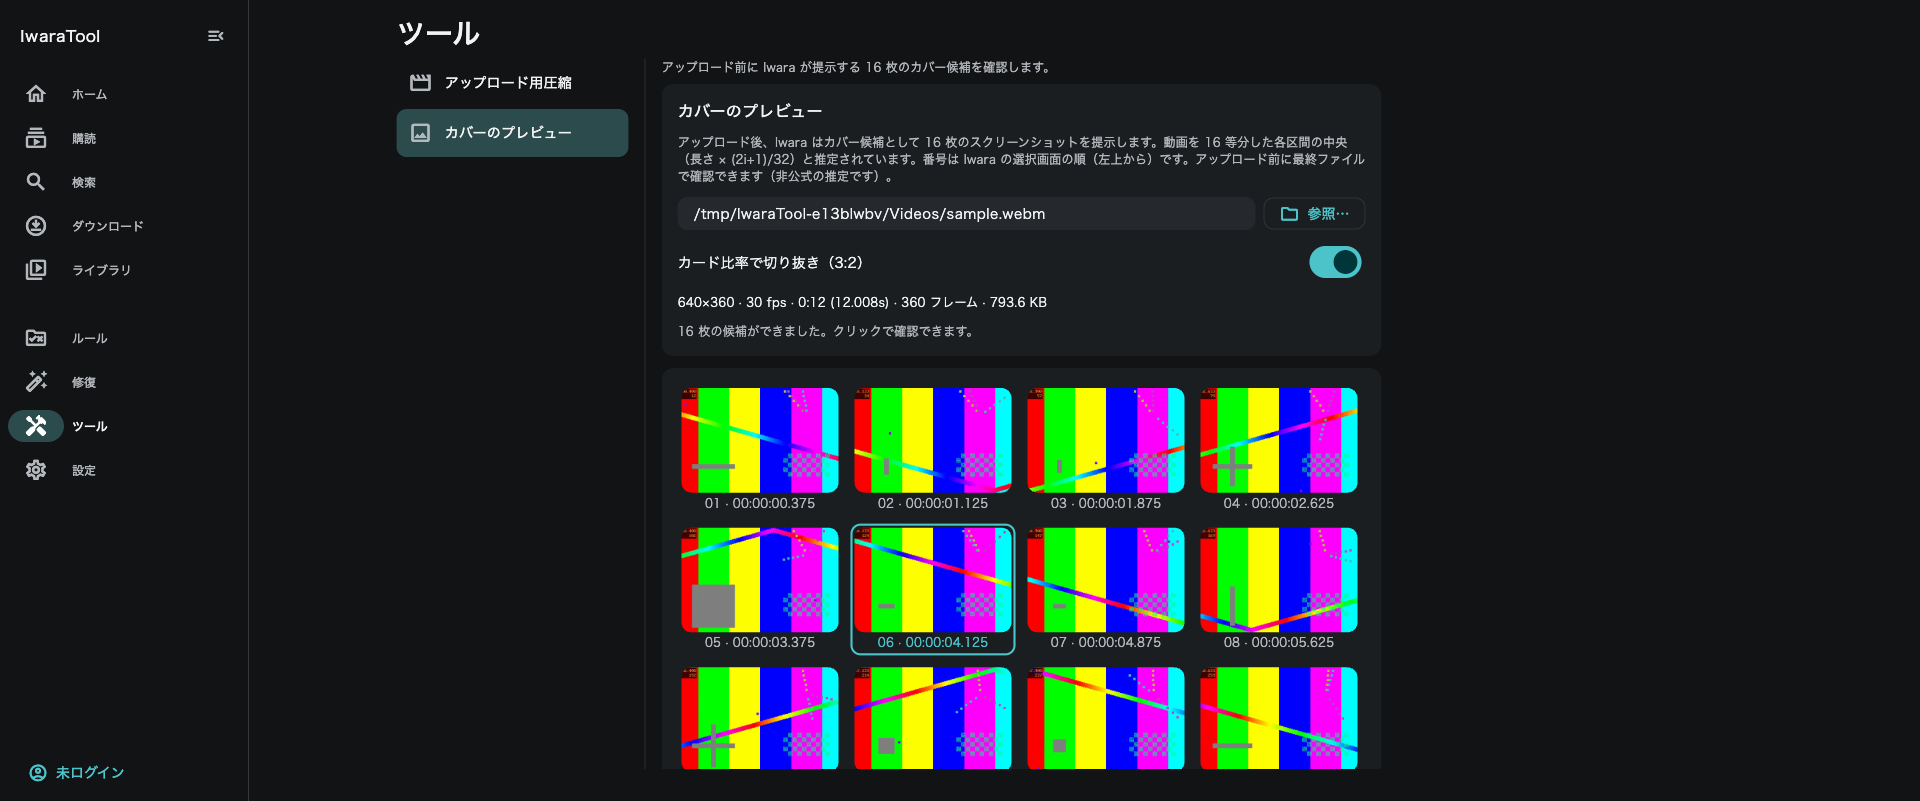 IwaraTool
ホーム
購読
検索
ダウンロード
ライブラリ
ルール
修復
ツール
設定
未ログイン
ツール
アップロード用圧縮
カバーのプレビュー
アップロード前に Iwara が提示する 16 枚のカバー候補を確認します。
カバーのプレビュー
アップロード後、Iwara はカバー候補として 16 枚のスクリーンショットを提示します。動画を 16 等分した各区間の中央
（長さ × (2i+1)/32）と推定されています。番号は Iwara の選択画面の順（左上から）です。アップロード前に最終ファイル
で確認できます（非公式の推定です）。
/tmp/IwaraTool-e13blwbv/Videos/sample.webm
参照…
カード比率で切り抜き（3:2）
640×360 · 30 fps · 0:12 (12.008s) · 360 フレーム · 793.6 KB
16 枚の候補ができました。クリックで確認できます。
01 · 00:00:00.375
02 · 00:00:01.125
03 · 00:00:01.875
04 · 00:00:02.625
05 · 00:00:03.375
06 · 00:00:04.125
07 · 00:00:04.875
08 · 00:00:05.625